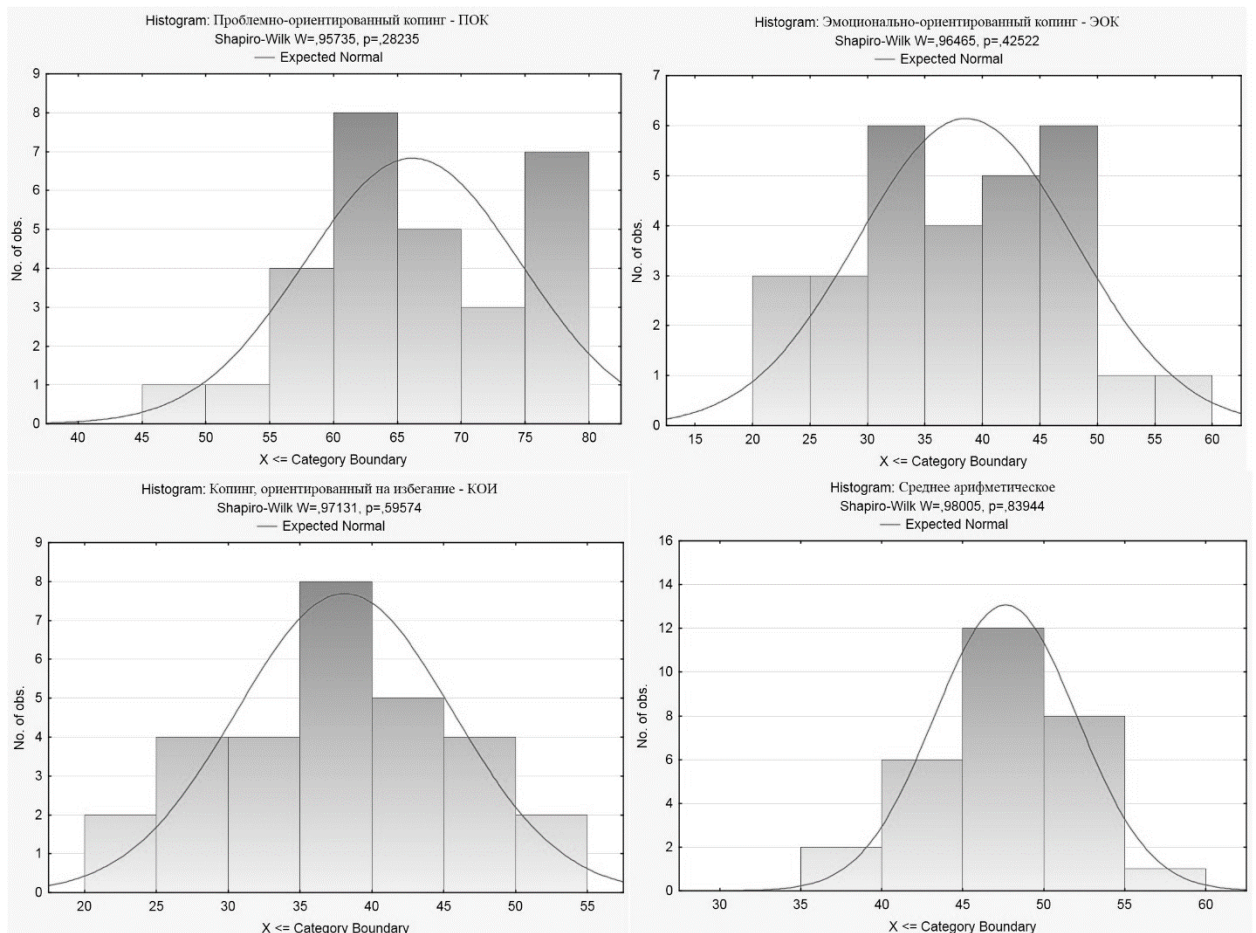 Histogram: Проблемно-ориентированный копинг - ПОК
Shapiro-Wilk W=,95735, p=,28235
Expected Normal
9
8
7
6
5
4
3
2
1
0
No. of obs.
40 45 50 55 60 65 70 75 80
X <= Category Boundary
Histogram: Эмоционально-ориентированный копинг - ЭОК
Shapiro-Wilk W=,96465, p=,42522
Expected Normal
7
6
5
4
3
2
1
0
No. of obs.
15 20 25 30 35 40 45 50 55 60
X <= Category Boundary
Histogram: Копинг, ориентированный на избегание - КОИ
Shapiro-Wilk W=,97131, p=,59574
Expected Normal
9
8
7
6
5
4
3
2
1
0
No. of obs.
20 25 30 35 40 45 50 55
X <= Category Boundary
Histogram: Среднее арифметическое
Shapiro-Wilk W=,98005, p=,83944
Expected Normal
16
14
12
10
8
6
4
2
0
No. of obs.
30 35 40 45 50 55 60
X <= Category Boundary